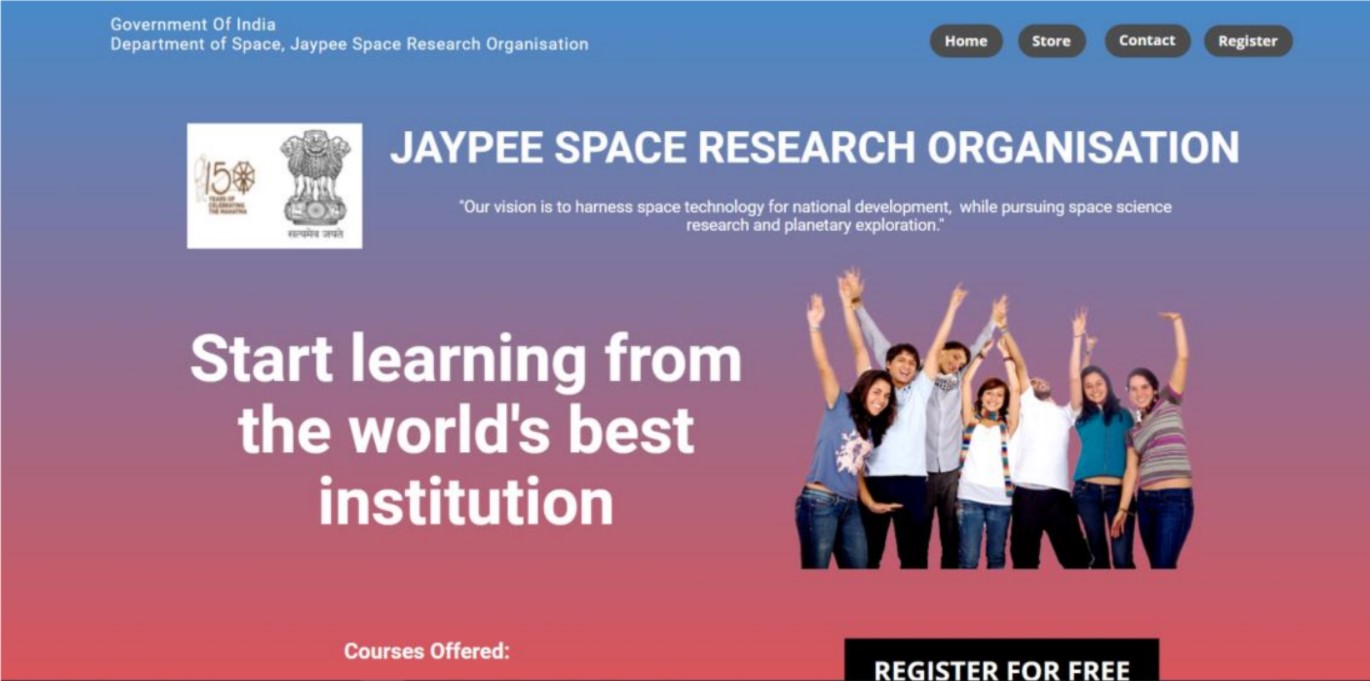 Government Of India
Department of Space, Jaypee Space Research Organisation
Home
Store
Contact
Register
150
YEARS OF
CELEBRATING
THE MAHATMA
सत्यमेव जयते
JAYPEE SPACE RESEARCH ORGANISATION
"Our vision is to harness space technology for national development, while pursuing space science
research and planetary exploration."
Start learning from
the world's best
institution
Courses Offered:
REGISTER FOR FREE